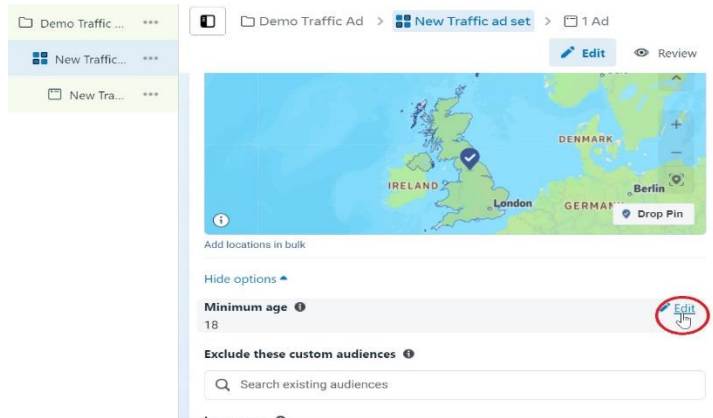 Demo Traffic ...
New Traffic...
New Tra...
Demo Traffic Ad > New Traffic ad set > 1 Ad
Edit Review
DENMARK
IRELAND
London
Berlin
Drop Pin
Add locations in bulk
Hide options
Minimum age
Edit
18
Exclude these custom audiences
Search existing audiences